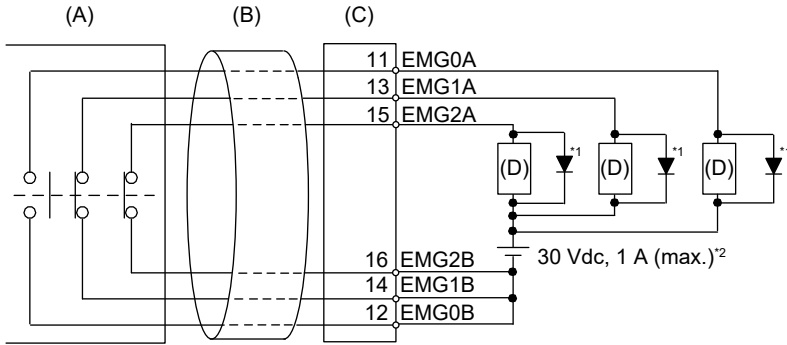 (A) (B) (C)
11 EMG0A
13 EMG1A
15 EMG2A
(D) *1 (D) *1 (D) *1
16 EMG2B 30 Vdc, 1 A (max.)*2
14 EMG1B
12 EMG0B